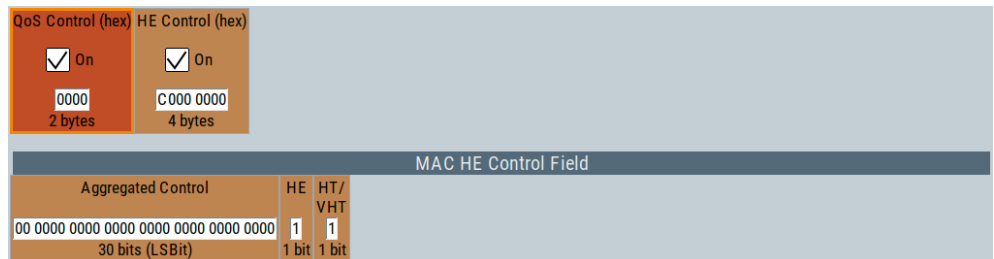 QoS Control (hex) HE Control (hex)
On On
0000 C000 0000
2 bytes 4 bytes
MAC HE Control Field
Aggregated Control HE HT/
VHT
00 0000 0000 0000 0000 0000 0000 0000 1 1
30 bits (LSBit) 1 bit 1 bit